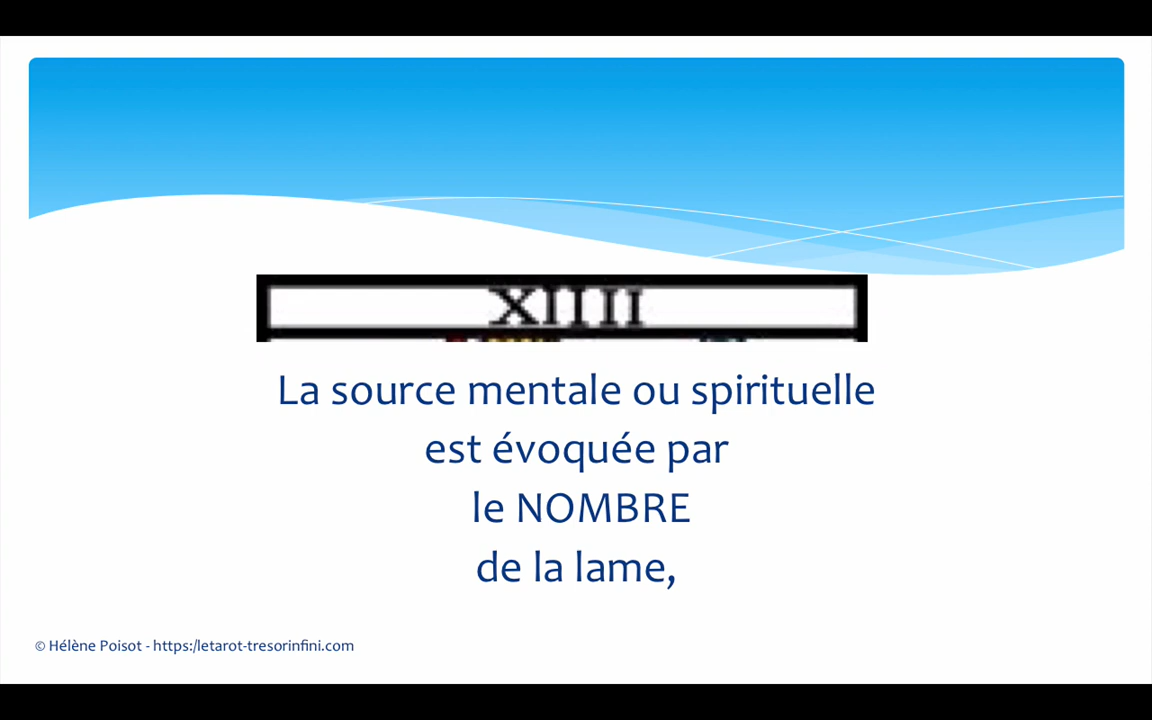 XIIII
La source mentale ou spirituelle
est évoquée par
le NOMBRE
de la lame,
© Hélène Poisot - https:/letarot-tresorinfini.com